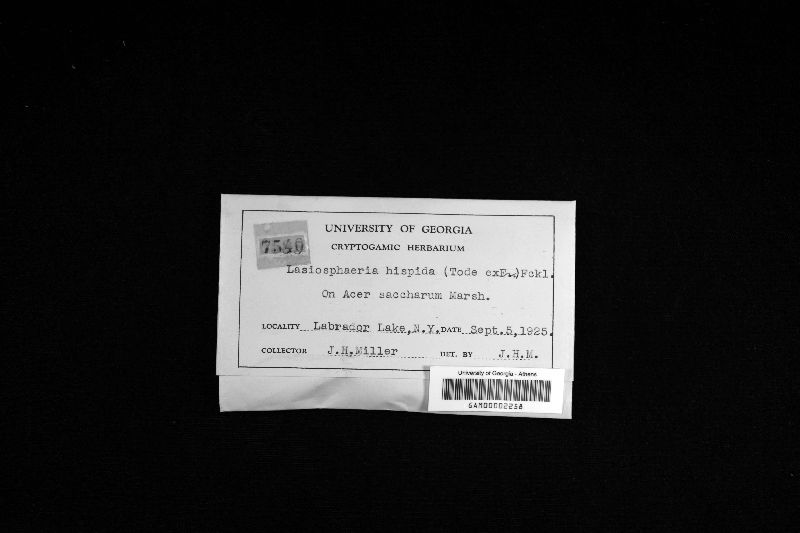 UNIVERSITY OF GEORGIA
CRYPTOGAMIC HERBARIUM
7540
Lasiosphaeria hispida (Tode exF..)Fckl.
On Acer saccharum Marsh.
LOCALITY Labrador Lake,N.Y. DATE Sept.5,1925.
COLLECTOR J.H.Miller DET. BY J.H.M.
University of Georgia - Athens
GAM00002258